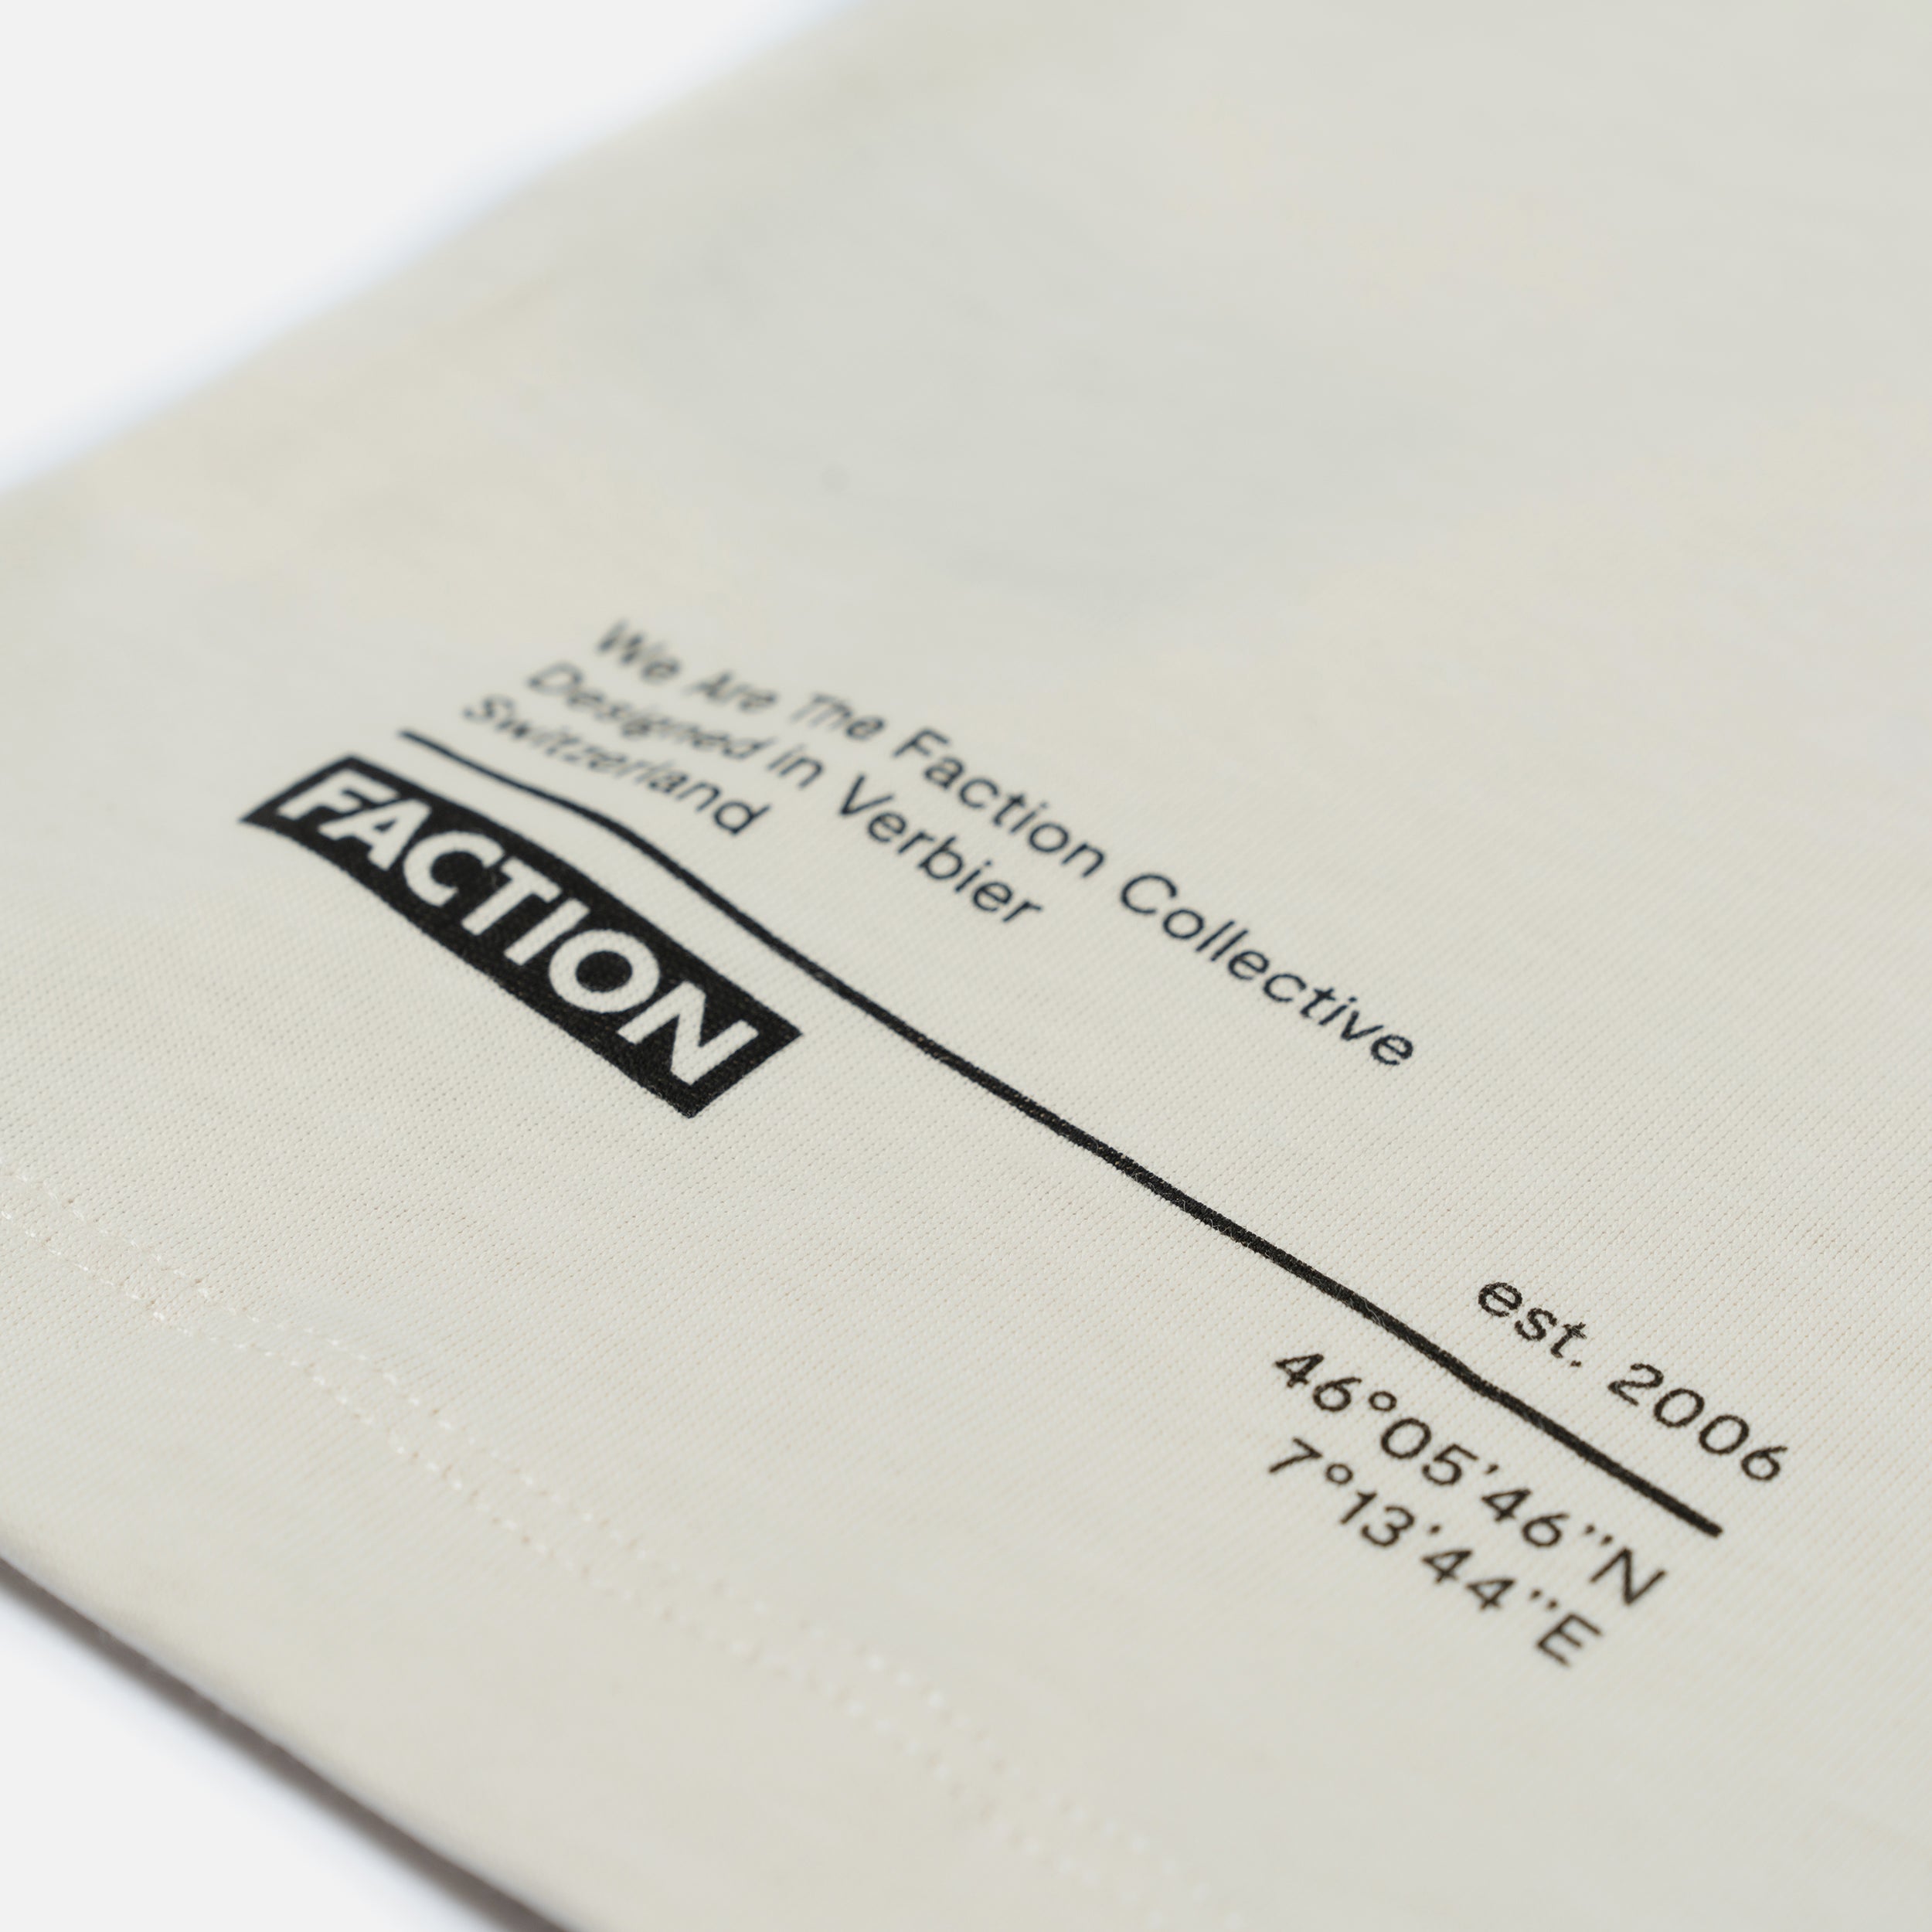 We Are The Faction Collective
Designed in Verbier
Switzerland
est. 2006
FACTION
46°05'46"N
7°13'44"E